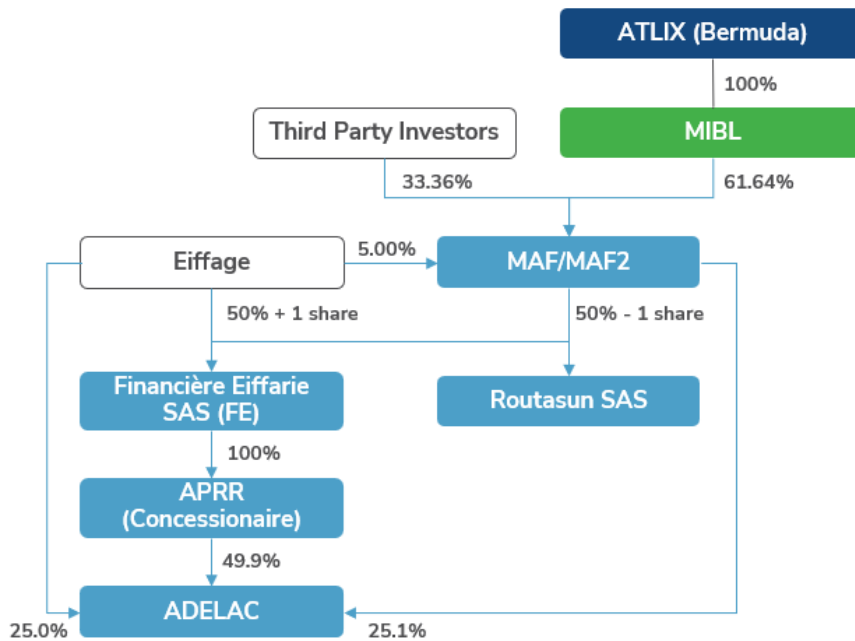 ATLIX (Bermuda)
100%
Third Party Investors
MIBL
33.36%
61.64%
Eiffage
5.00%
MAF/MAF2
50% + 1 share
50% - 1 share
Financière Eiffarie
SAS (FE)
Routasun SAS
100%
APRR
(Concessionaire)
49.9%
ADELAC
25.0%
25.1%